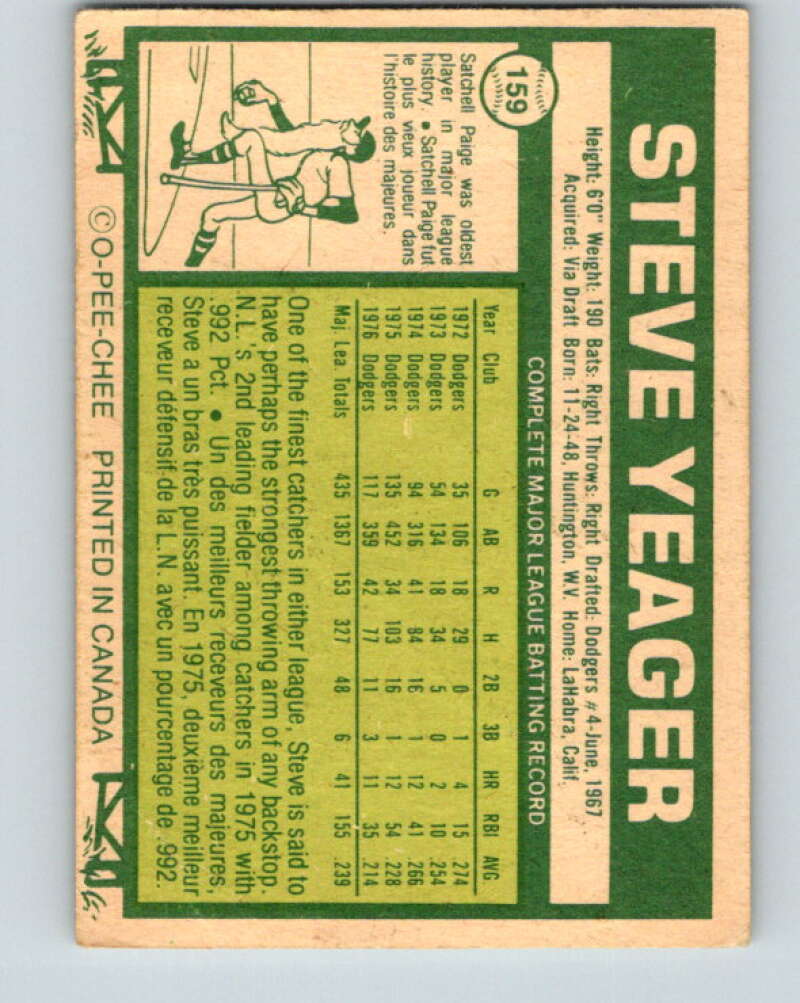 159
STEVE YEAGER
Height: 6'0" Weight: 190 Bats: Right Throws: Right Drafted: Dodgers #4-June, 1967
Acquired: Via Draft Born: 11-24-48, Huntington, W.V. Home: LaHabra, Calif.
Satchell Paige was oldest
player in major league
history. • Satchell Paige fut
le plus vieux joueur dans
l'histoire des majeures.
COMPLETE MAJOR LEAGUE BATTING RECORD
Year Club G AB R H 2B 3B HR RBI AVG
1972 Dodgers 35 106 18 29 0 1 4 15 .274
1973 Dodgers 54 134 18 34 5 0 2 10 .254
1974 Dodgers 94 316 41 84 16 1 12 41 .266
1975 Dodgers 135 452 34 103 16 1 12 54 .228
1976 Dodgers 117 359 42 77 11 3 11 35 .214
Maj. Lea. Totals 435 1367 153 327 48 6 41 155 .239
One of the finest catchers in either league, Steve is said to
have perhaps the strongest throwing arm of any backstop.
N.L.'s 2nd leading fielder among catchers in 1975 with
.992 Pct. • Un des meilleurs receveurs des majeures,
Steve a un bras très puissant. En 1975, deuxième meilleur
receveur défensif de la L.N. avec un pourcentage de .992.
©O-PEE-CHEE PRINTED IN CANADA